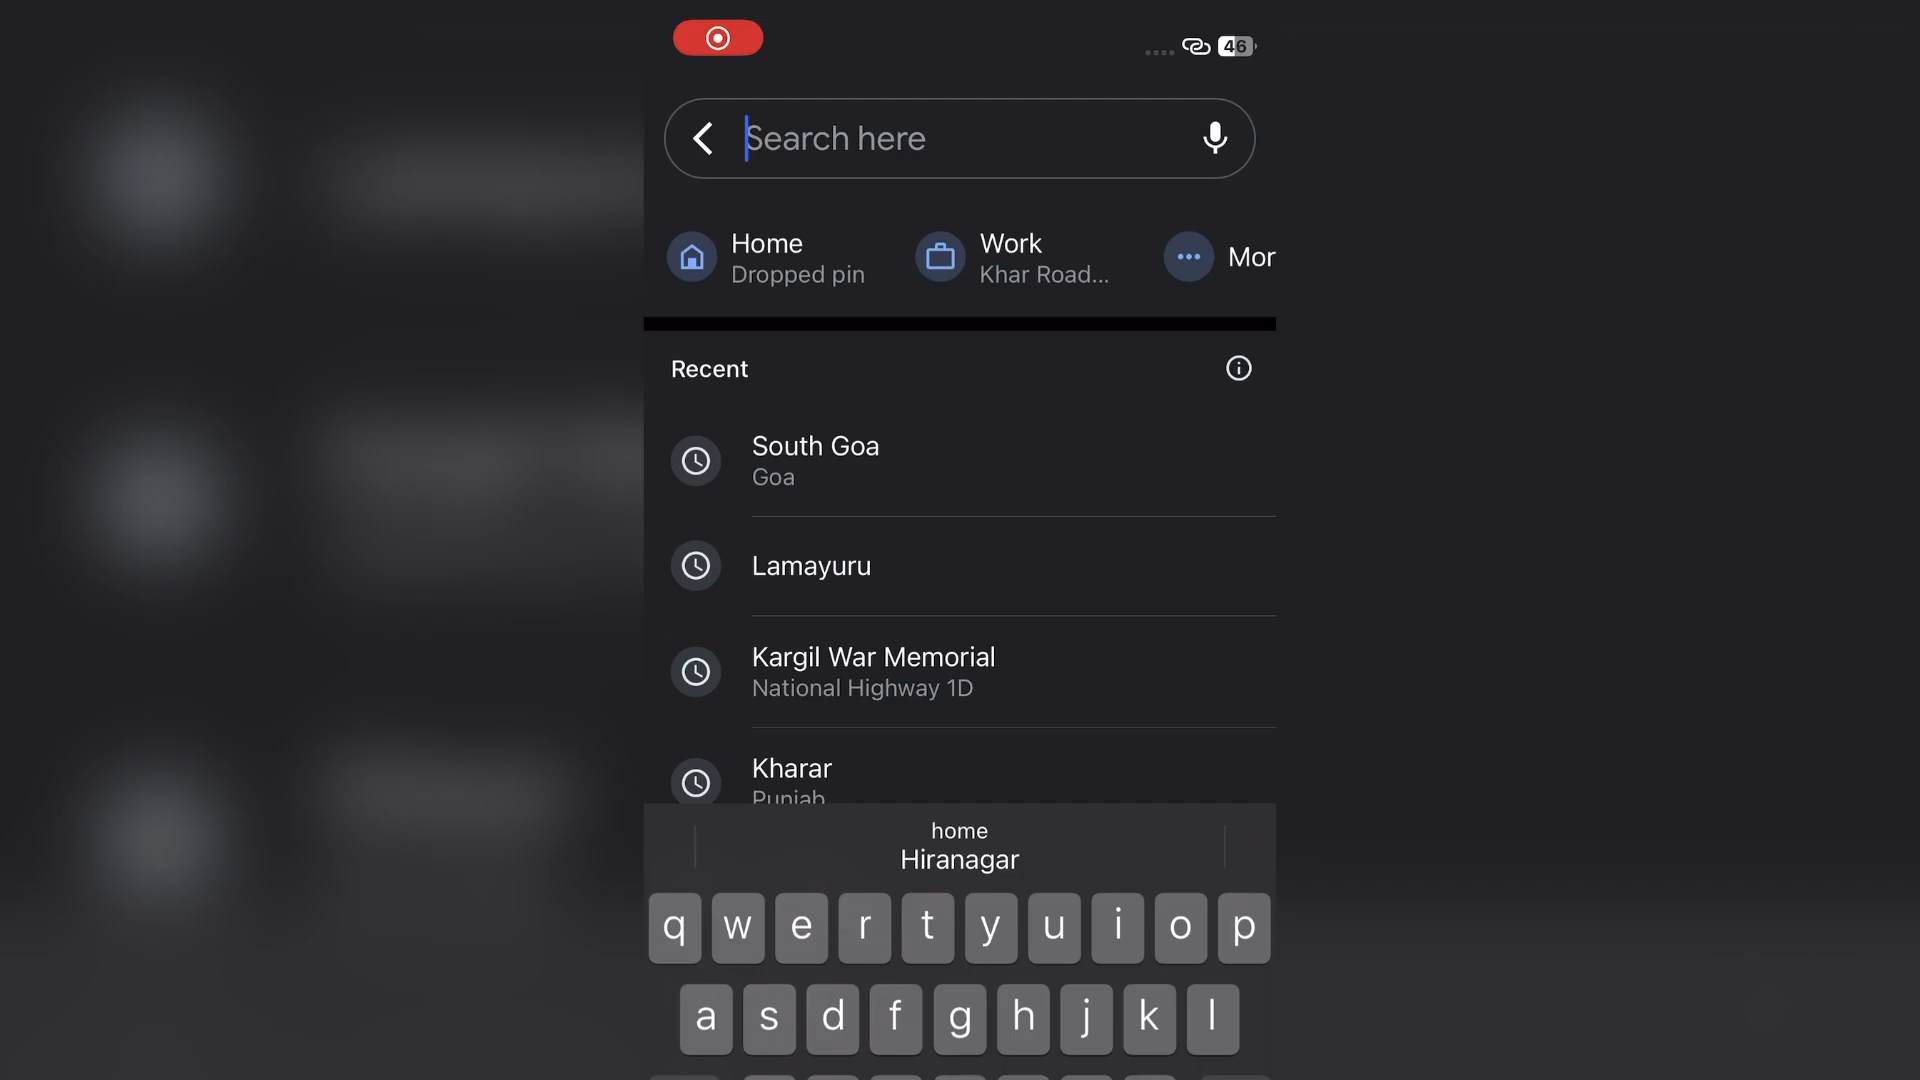 46
Search here
Home
Dropped pin
Work
Khar Road...
Mor
Recent
South Goa
Goa
Lamayuru
Kargil War Memorial
National Highway 1D
Kharar
Punjab
home
Hiranagar
q w e r t y u i o p
a s d f g h j k l